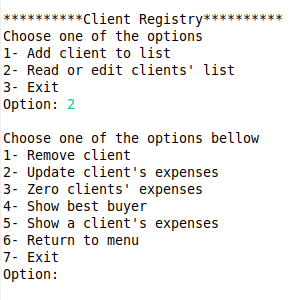 **********Client Registry**********
Choose one of the options
1- Add client to list
2- Read or edit clients' list
3- Exit
Option: 2
Choose one of the options bellow
1- Remove client
2- Update client's expenses
3- Zero clients' expenses
4- Show best buyer
5- Show a client's expenses
6- Return to menu
7- Exit
Option: